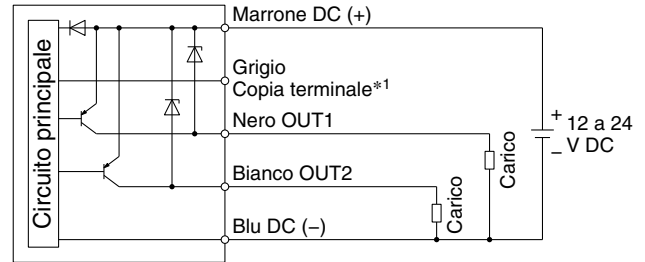 Circuito principale
Marrone DC (+)
Grigio
Copia terminale*1
Nero OUT1
Bianco OUT2
Blu DC (−)
Carico
Carico
+ 12 a 24
− V DC